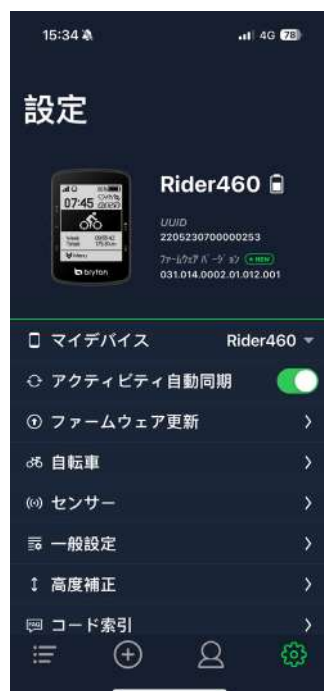 15:34
4G 78
設定
Rider460
07:45
Menu
bryton
UUID
2205230700000253
ファームウェア バージョン NEW
031.014.0002.01.012.001
マイデバイス Rider460
アクティビティ自動同期
ファームウェア更新
自転車
センサー
一般設定
高度補正
FAQ コード索引